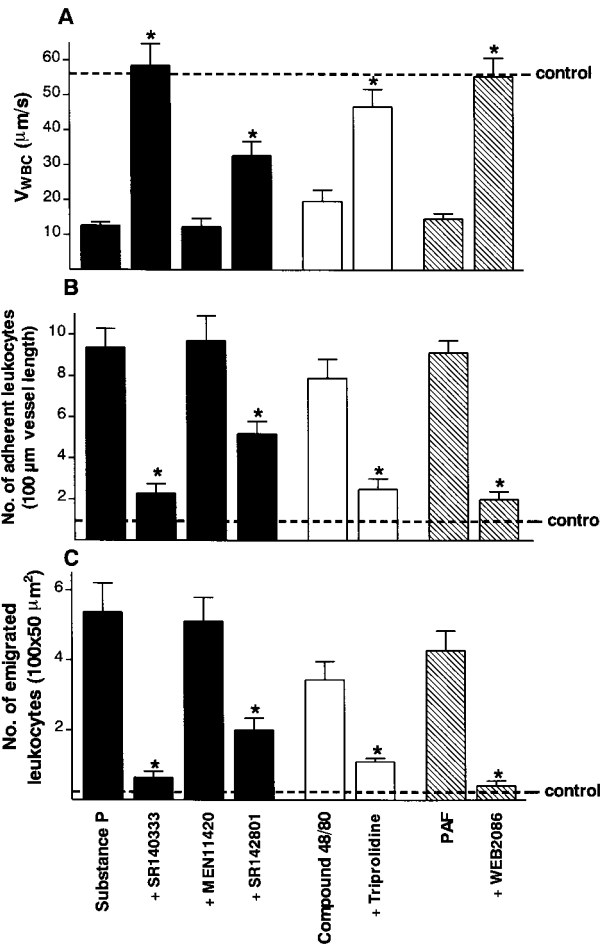 A
60
50
40
30
20
10
VWBC (μm/s)
* * * *
control
B
10
8
6
4
2
No. of adherent leukocytes
(100 μm vessel length)
* * * *
contro
C
6
4
2
No. of emigrated
leukocytes (100x50 μm²)
* * * *
control
Substance P
+ SR140333
+ MEN11420
+ SR142801
Compound 48/80
+ Triprolidine
PAF
+ WEB2086